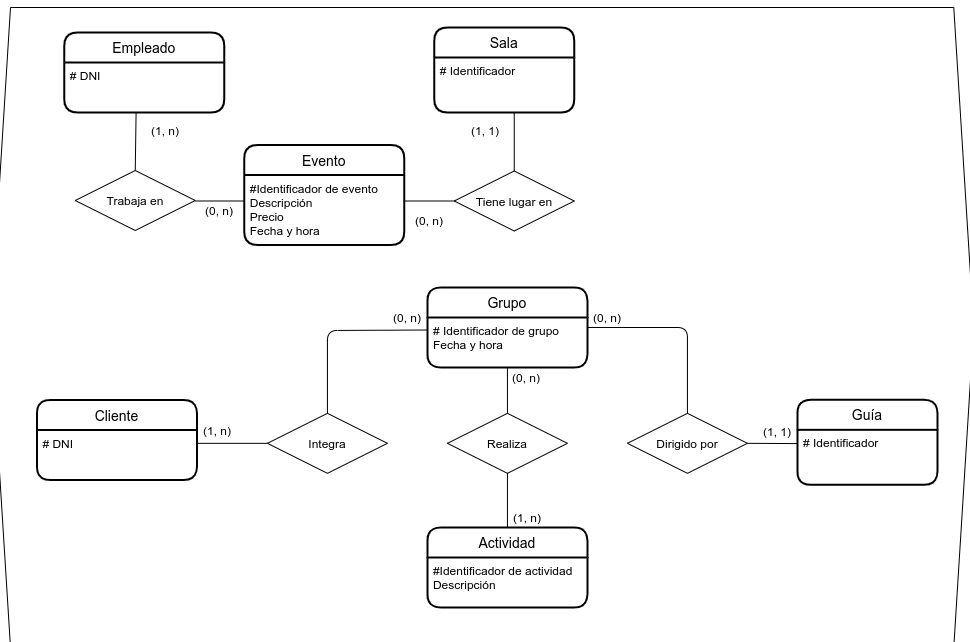 Empleado
# DNI
Sala
# Identificador
(1, n)
(1, 1)
Evento
#Identificador de evento
Descripción
Precio
Fecha y hora
Trabaja en
(0, n)
Tiene lugar en
(0, n)
Grupo
# Identificador de grupo
Fecha y hora
(0, n)
(0, n)
(0, n)
Cliente
# DNI
(1, n)
Integra
Realiza
Dirigido por
(1, 1)
Guía
# Identificador
(1, n)
Actividad
#Identificador de actividad
Descripción